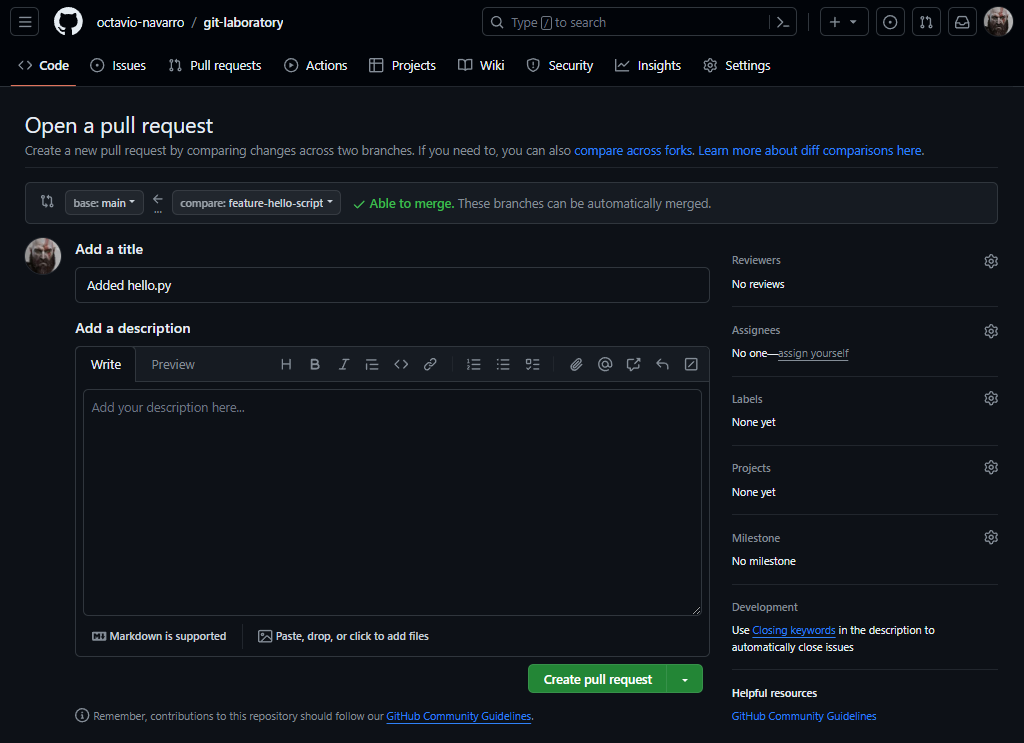 octavio-navarro / git-laboratory
Type / to search
Code Issues Pull requests Actions Projects Wiki Security Insights Settings
Open a pull request
Create a new pull request by comparing changes across two branches. If you need to, you can also compare across forks. Learn more about diff comparisons here.
base: main
...
compare: feature-hello-script
Able to merge. These branches can be automatically merged.
Add a title
Added hello.py
Add a description
Write Preview
Add your description here...
Markdown is supported
Paste, drop, or click to add files
Create pull request
Remember, contributions to this repository should follow our GitHub Community Guidelines.
Reviewers
No reviews
Assignees
No one—assign yourself
Labels
None yet
Projects
None yet
Milestone
No milestone
Development
Use Closing keywords in the description to
automatically close issues
Helpful resources
GitHub Community Guidelines